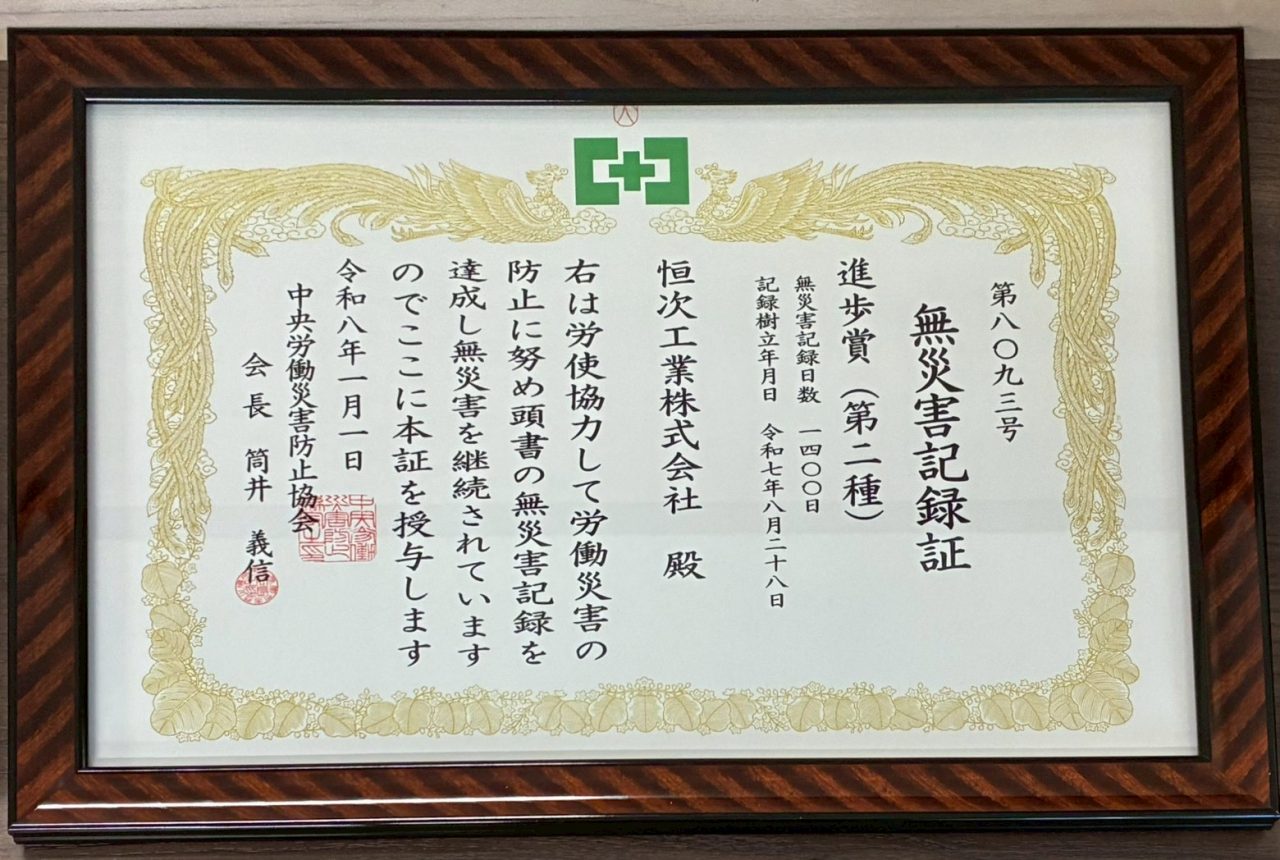 第八〇九三号
無災害記録証
進歩賞（第二種）
無災害記録日数　一四〇〇日
記録樹立年月日　令和七年八月二十八日
恒次工業株式会社　殿
右は労使協力して労働災害の
防止に努め頭書の無災害記録を
達成し無災害を継続されています
のでここに本証を授与します
令和八年一月一日
中央労働災害防止協会
会長　筒井　義信